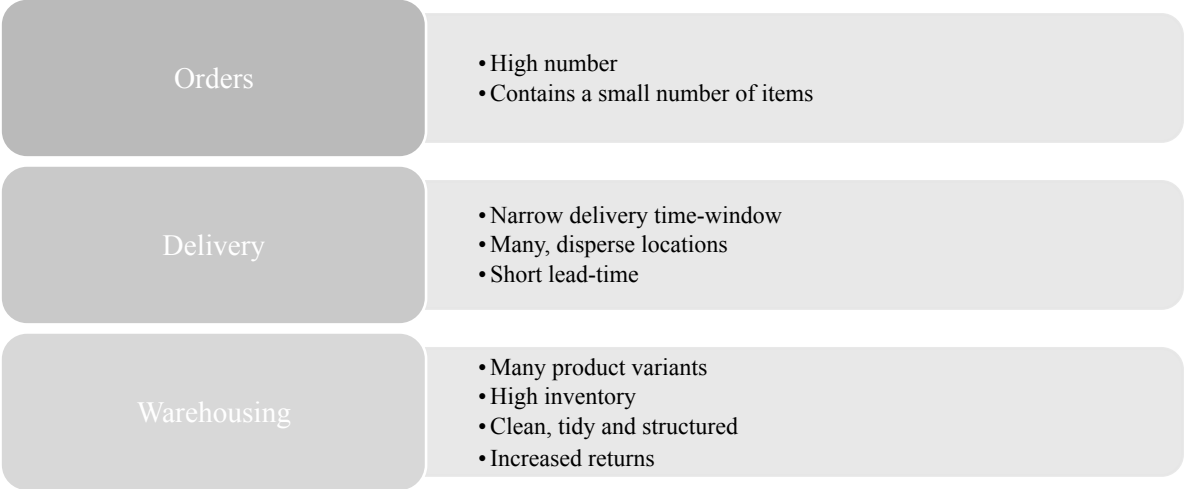 Orders
• High number
• Contains a small number of items
Delivery
• Narrow delivery time-window
• Many, disperse locations
• Short lead-time
Warehousing
• Many product variants
• High inventory
• Clean, tidy and structured
• Increased returns